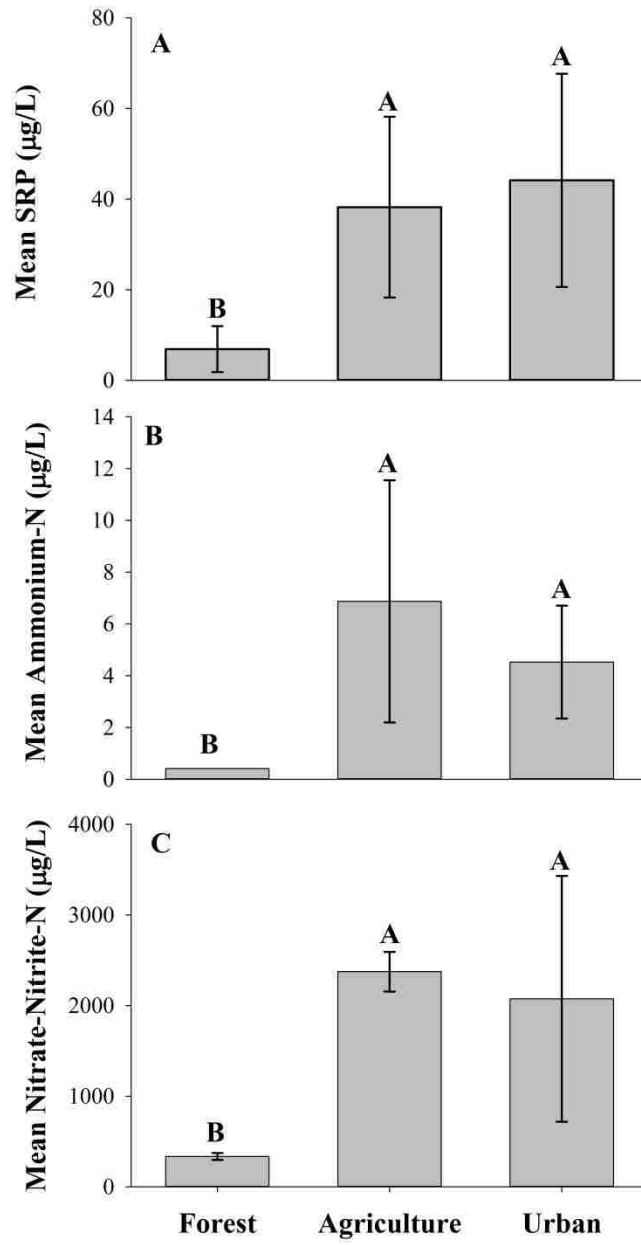 Mean SRP (µg/L)
80
60
40
20
0
A
B
A
A
Mean Ammonium-N (µg/L)
14
12
10
8
6
4
2
0
B
B
A
A
Mean Nitrate-Nitrite-N (µg/L)
4000
3000
2000
1000
0
C
B
A
A
Forest Agriculture Urban